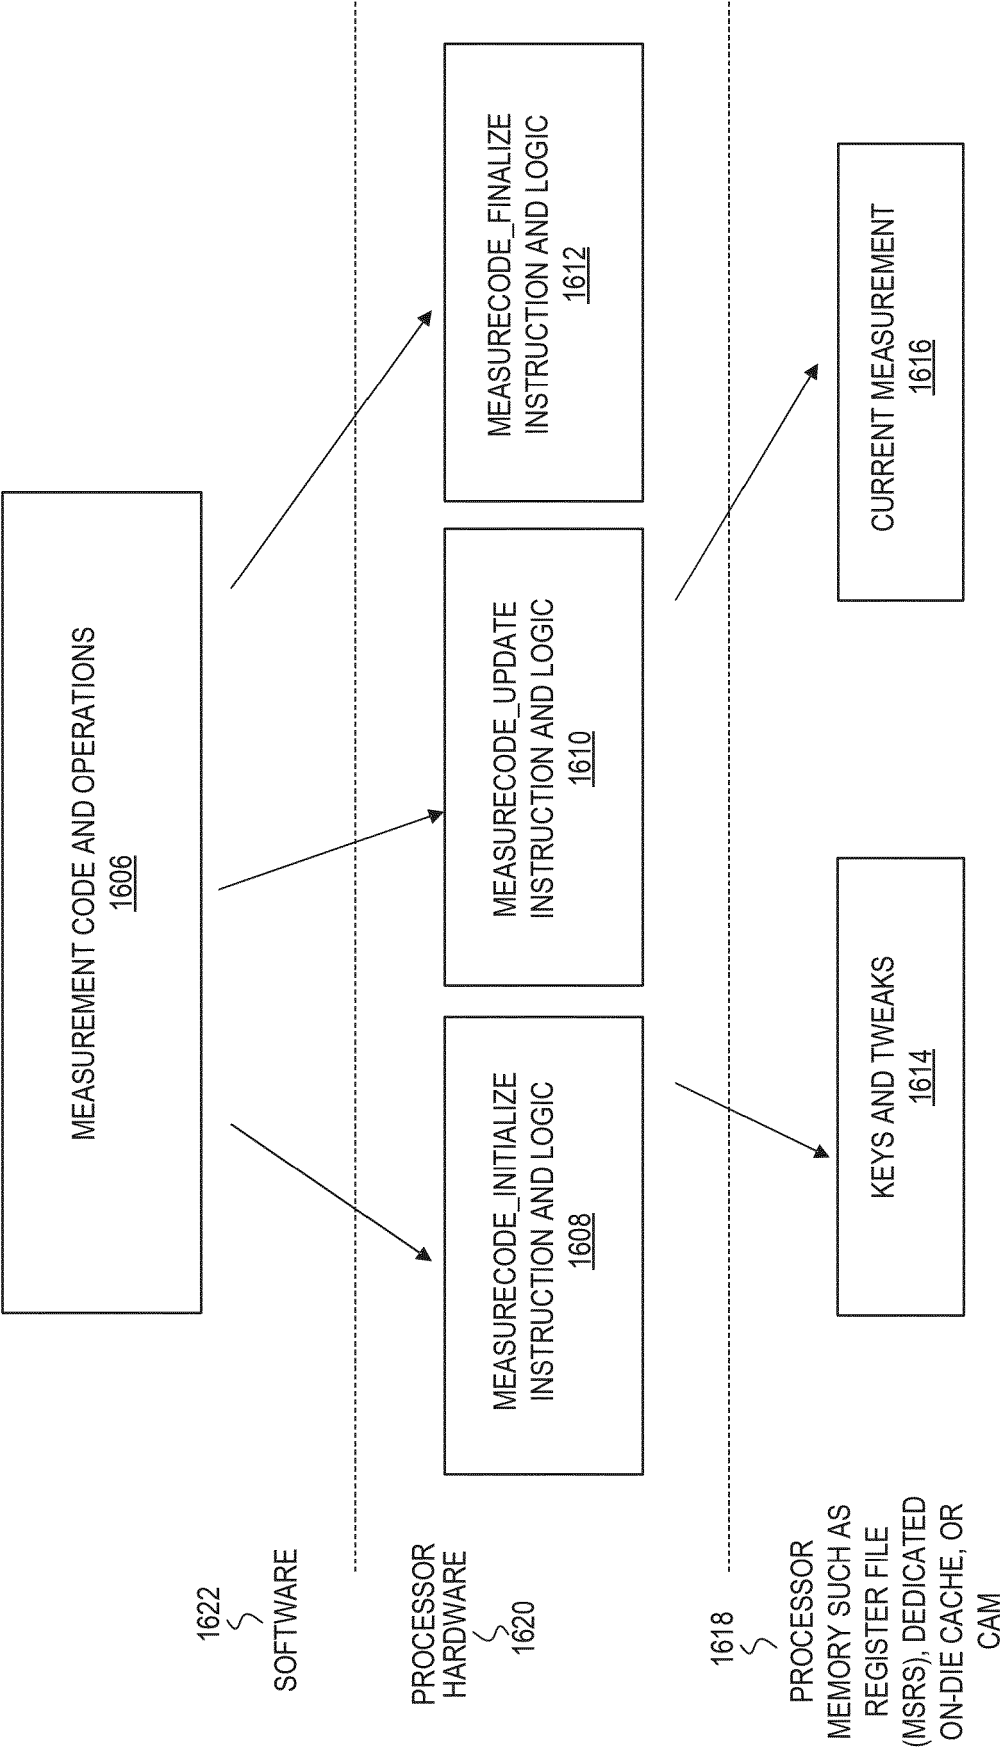 MEASUREMENT CODE AND OPERATIONS
1606
1622
SOFTWARE
MEASURECODE_INITIALIZE
INSTRUCTION AND LOGIC
1608
MEASURECODE_UPDATE
INSTRUCTION AND LOGIC
1610
MEASURECODE_FINALIZE
INSTRUCTION AND LOGIC
1612
PROCESSOR
HARDWARE
1620
1618
PROCESSOR
MEMORY SUCH AS
REGISTER FILE
(MSRS), DEDICATED
ON-DIE CACHE, OR
CAM
KEYS AND TWEAKS
1614
CURRENT MEASUREMENT
1616